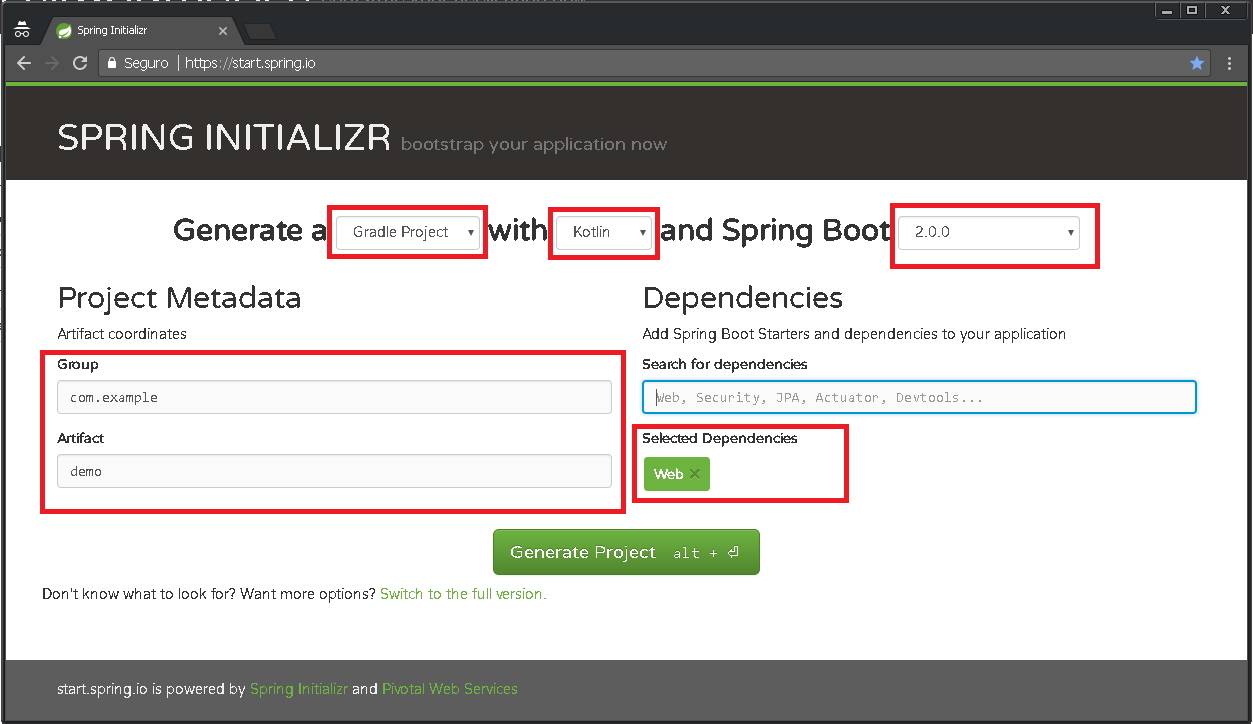 Spring Initializr
Seguro | https://start.spring.io
SPRING INITIALIZR bootstrap your application now
Generate a Gradle Project with Kotlin and Spring Boot 2.0.0
Project Metadata
Artifact coordinates
Group
com.example
Artifact
demo
Dependencies
Add Spring Boot Starters and dependencies to your application
Search for dependencies
Web, Security, JPA, Actuator, Devtools...
Selected Dependencies
Web ×
Generate Project alt + ⏎
Don't know what to look for? Want more options? Switch to the full version.
start.spring.io is powered by Spring Initializr and Pivotal Web Services